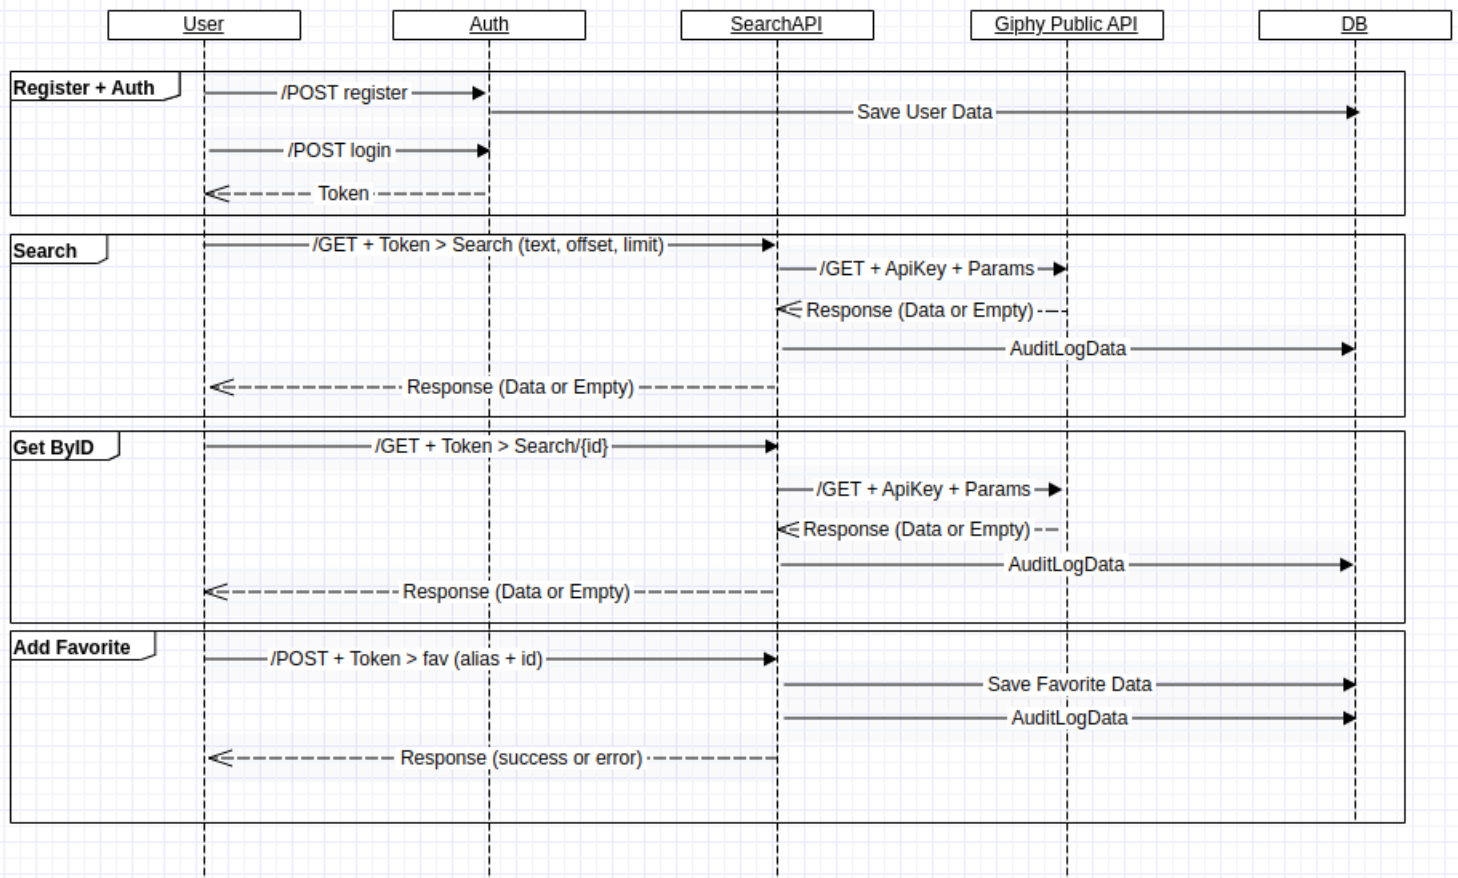 User
Auth
SearchAPI
Giphy Public API
DB
Register + Auth
/POST register
Save User Data
/POST login
Token
Search
/GET + Token > Search (text, offset, limit)
/GET + ApiKey + Params
Response (Data or Empty)
AuditLogData
Response (Data or Empty)
Get ByID
/GET + Token > Search/{id}
/GET + ApiKey + Params
Response (Data or Empty)
AuditLogData
Response (Data or Empty)
Add Favorite
/POST + Token > fav (alias + id)
Save Favorite Data
AuditLogData
Response (success or error)